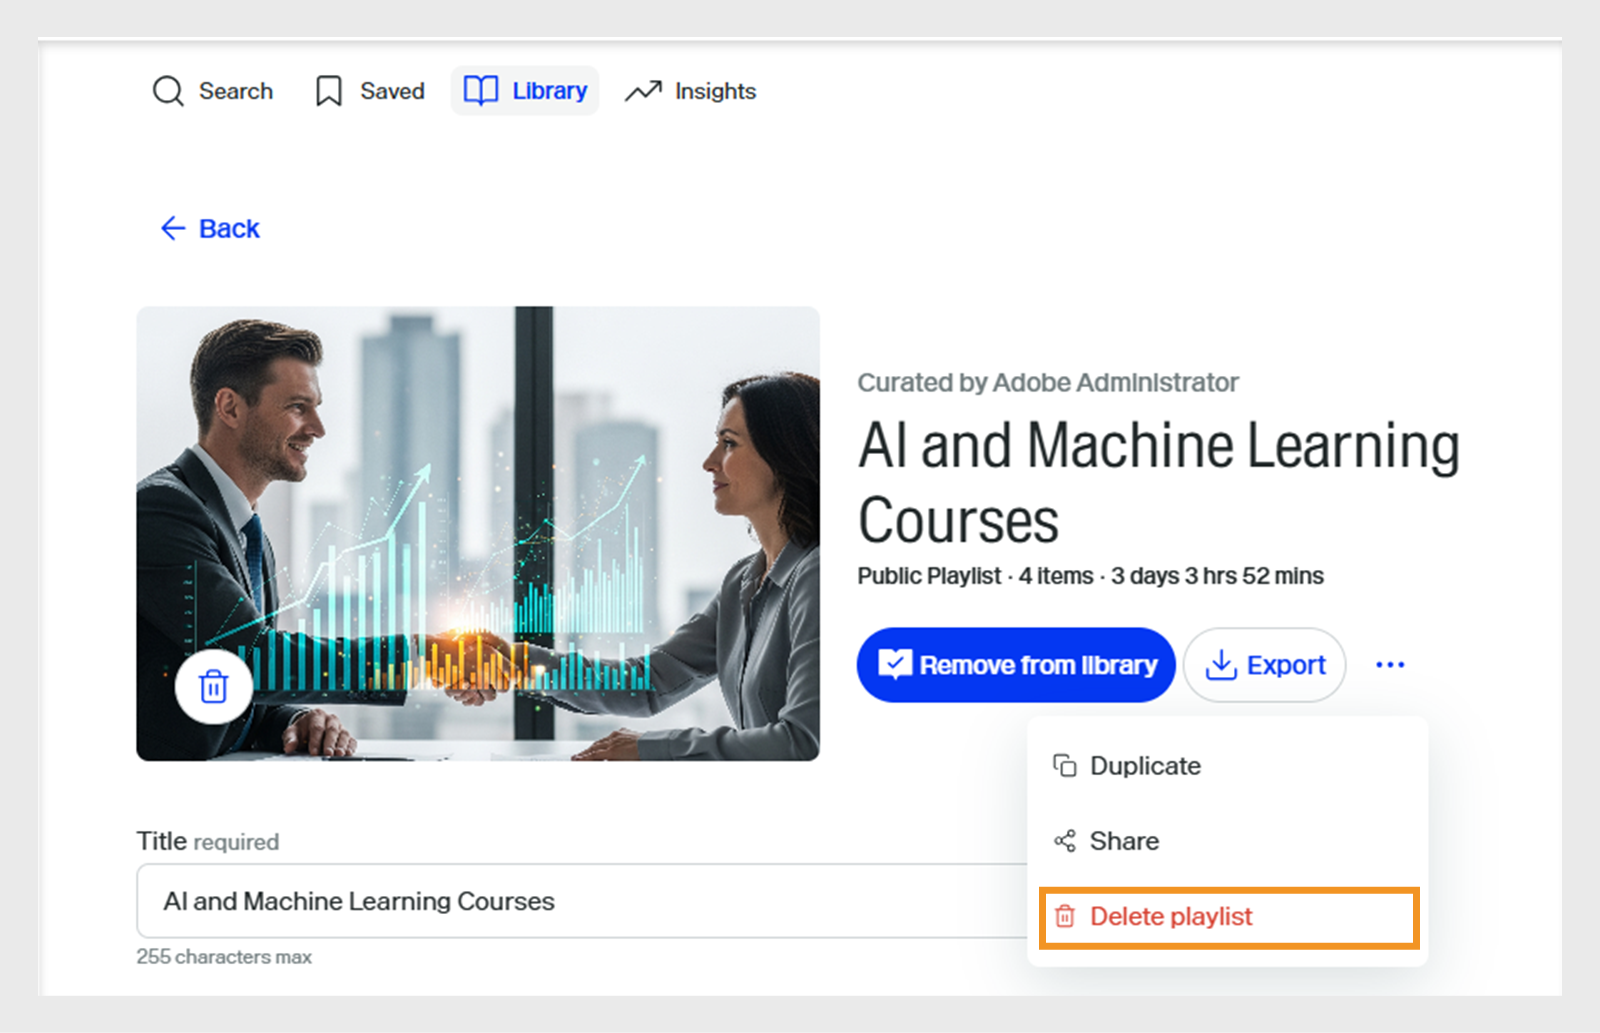 Search Saved Library Insights
Back
Curated by Adobe Administrator
AI and Machine Learning
Courses
Public Playlist · 4 items · 3 days 3 hrs 52 mins
Remove from library Export
Duplicate
Share
Delete playlist
Title required
AI and Machine Learning Courses
255 characters max